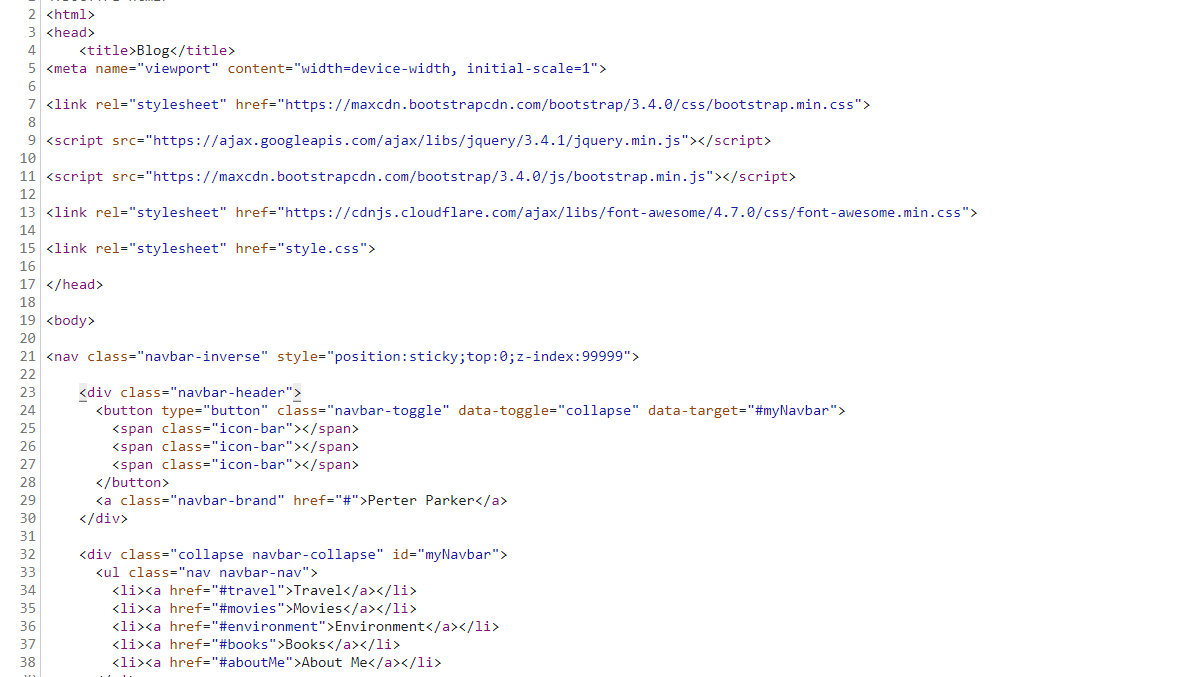 2 <html>
3 <head>
4     <title>Blog</title>
5 <meta name="viewport" content="width=device-width, initial-scale=1">
6
7 <link rel="stylesheet" href="https://maxcdn.bootstrapcdn.com/bootstrap/3.4.0/css/bootstrap.min.css">
8
9 <script src="https://ajax.googleapis.com/ajax/libs/jquery/3.4.1/jquery.min.js"></script>
10
11 <script src="https://maxcdn.bootstrapcdn.com/bootstrap/3.4.0/js/bootstrap.min.js"></script>
12
13 <link rel="stylesheet" href="https://cdnjs.cloudflare.com/ajax/libs/font-awesome/4.7.0/css/font-awesome.min.css">
14
15 <link rel="stylesheet" href="style.css">
16
17 </head>
18
19 <body>
20
21 <nav class="navbar-inverse" style="position:sticky;top:0;z-index:99999">
22
23     <div class="navbar-header">
24       <button type="button" class="navbar-toggle" data-toggle="collapse" data-target="#myNavbar">
25         <span class="icon-bar"></span>
26         <span class="icon-bar"></span>
27         <span class="icon-bar"></span>
28       </button>
29       <a class="navbar-brand" href="#">Perter Parker</a>
30     </div>
31
32     <div class="collapse navbar-collapse" id="myNavbar">
33       <ul class="nav navbar-nav">
34         <li><a href="#travel">Travel</a></li>
35         <li><a href="#movies">Movies</a></li>
36         <li><a href="#environment">Environment</a></li>
37         <li><a href="#books">Books</a></li>
38         <li><a href="#aboutMe">About Me</a></li>